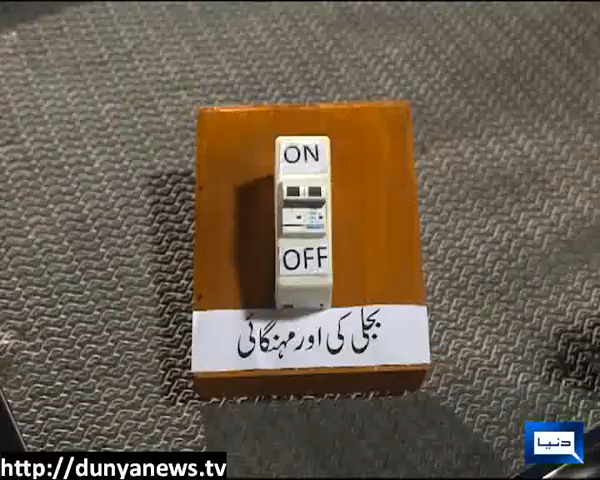 ON
OFF
بجلی کی اور مہنگائی
دنیا
http://dunyanews.tv